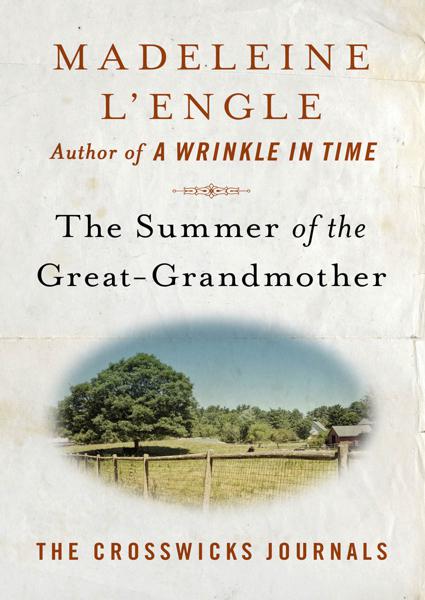 MADELEINE
L'ENGLE
Author of A WRINKLE IN TIME
The Summer of the
Great-Grandmother
THE CROSSWICKS JOURNALS